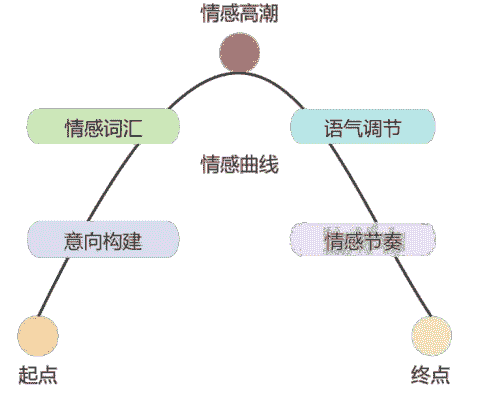 情感高潮
情感词汇
语气调节
情感曲线
意向构建
情感节奏
起点
终点